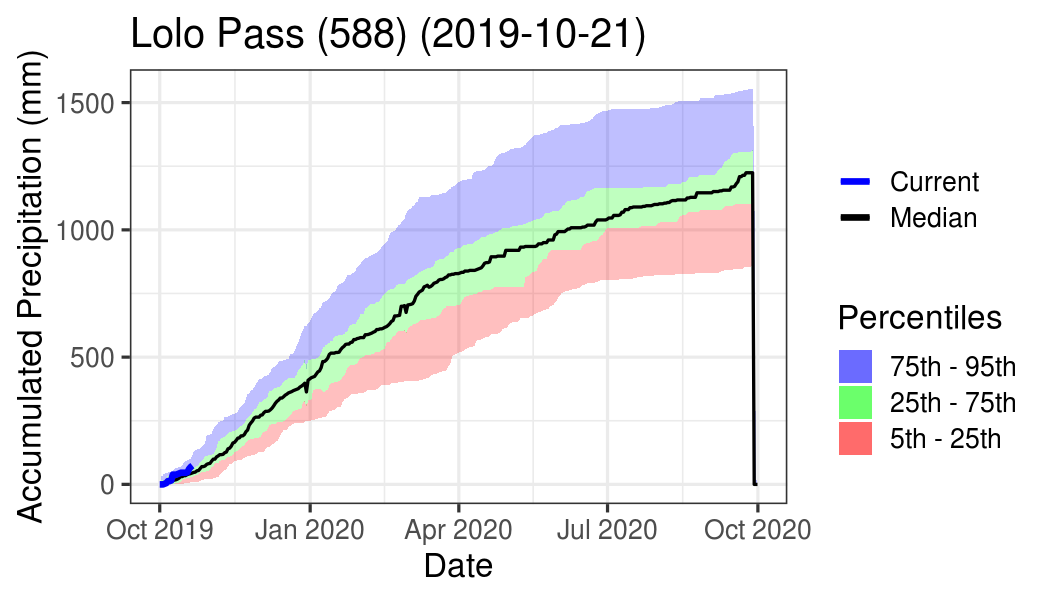 Lolo Pass (588) (2019-10-21)
Accumulated Precipitation (mm)
1500
1000
500
0
Oct 2019
Jan 2020
Apr 2020
Jul 2020
Oct 2020
Date
Current
Median
Percentiles
75th - 95th
25th - 75th
5th - 25th